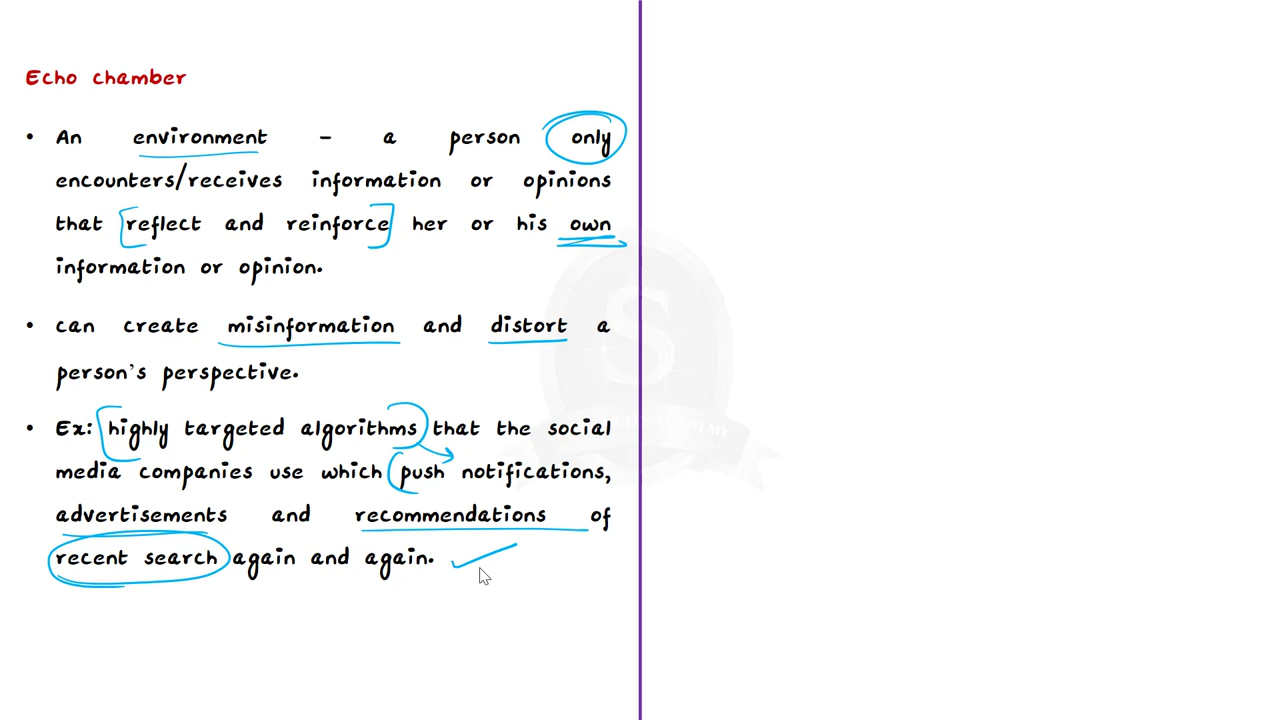 Echo chamber
• An environment – a person only
encounters/receives information or opinions
that reflect and reinforce her or his own
information or opinion.
• can create misinformation and distort a
person's perspective.
• Ex: highly targeted algorithms that the social
media companies use which push notifications,
advertisements and recommendations of
recent search again and again.